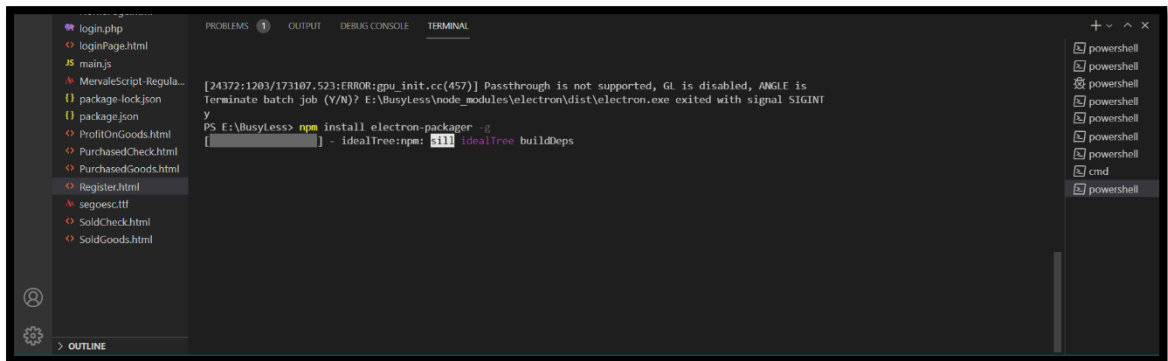 login.php
loginPage.html
JS main.js
MervaleScript-Regula...
{} package-lock.json
{} package.json
ProfitOnGoods.html
PurchasedCheck.html
PurchasedGoods.html
Register.html
segoesc.ttf
SoldCheck.html
SoldGoods.html
OUTLINE
PROBLEMS 1 OUTPUT DEBUG CONSOLE TERMINAL
[24372:1203/173107.523:ERROR:gpu_init.cc(457)] Passthrough is not supported, GL is disabled, ANGLE is
Terminate batch job (Y/N)? E:\BusyLess\node_modules\electron\dist\electron.exe exited with signal SIGINT
y
PS E:\BusyLess> npm install electron-packager -g
[ ] - idealTree:npm: sill idealTree buildDeps
powershell
powershell
powershell
powershell
powershell
powershell
powershell
cmd
powershell